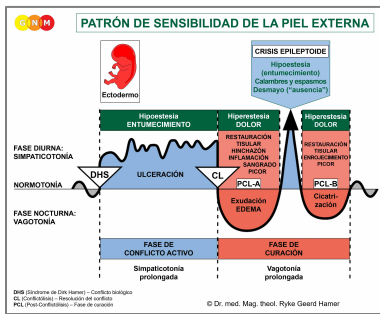 GNM
PATRÓN DE SENSIBILIDAD DE LA PIEL EXTERNA
CRISIS EPILEPTOIDE
Hipoestesia
(entumecimiento)
Calambres y espasmos
Desmayo ("ausencia")
Ectodermo
Hipoestesia
ENTUMECIMIENTO
Hiperestesia
DOLOR
Hiperestesia
DOLOR
FASE DIURNA:
SIMPATICOTONÍA
RESTAURACIÓN
TISULAR
HINCHAZÓN
INFLAMACIÓN
SANGRADO
PICOR
RESTAURACIÓN
TISULAR
ENROJECIMIENTO
PICOR
DHS
ULCERACIÓN
CL
PCL-A
PCL-B
NORMOTONÍA
Exudación
EDEMA
Cicatri-
zación
FASE NOCTURNA:
VAGOTONÍA
FASE DE
CONFLICTO ACTIVO
FASE DE
CURACIÓN
Simpaticotonía
prolongada
Vagotonía
prolongada
DHS (Síndrome de Dirk Hamer) – Conflicto biológico
CL (Conflictólisis) – Resolución del conflicto
PCL (Post-Conflictólisis) – Fase de curación
© Dr. med. Mag. theol. Ryke Geerd Hamer